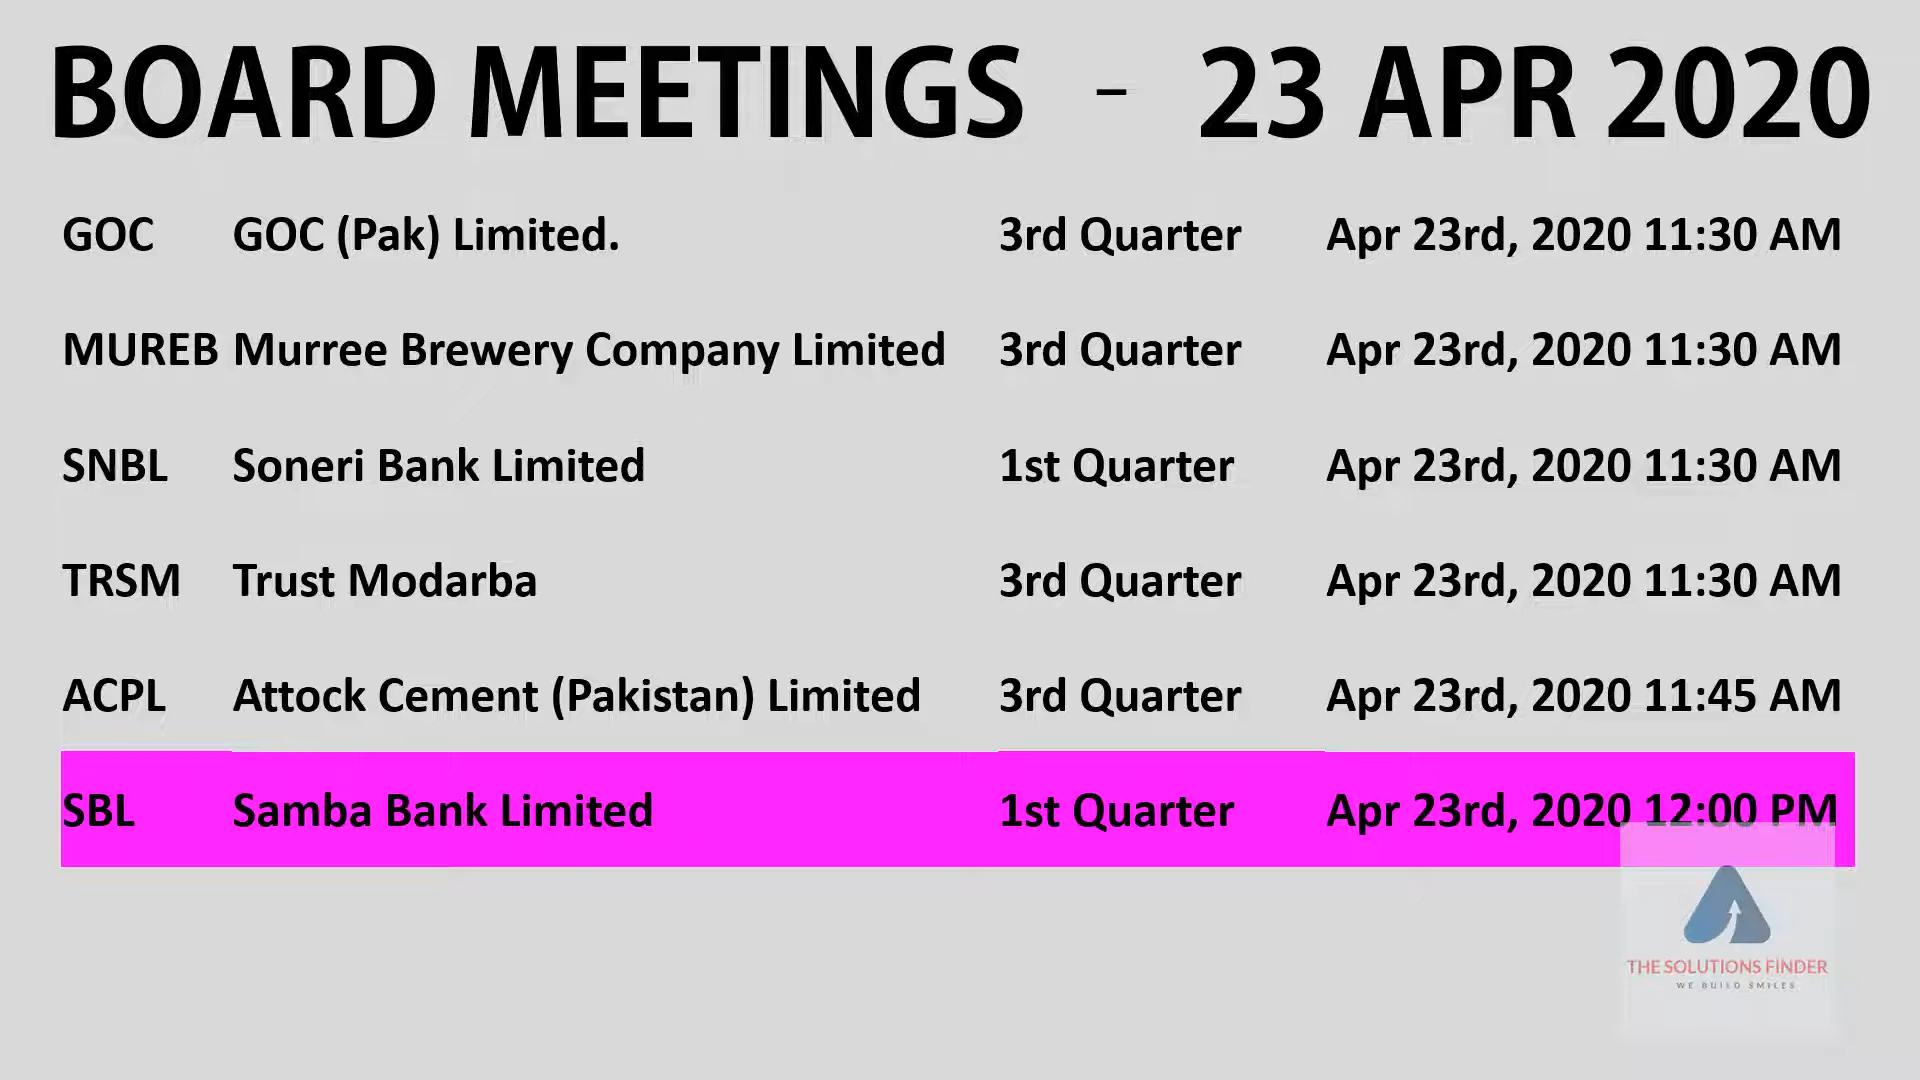 BOARD MEETINGS – 23 APR 2020
GOC GOC (Pak) Limited. 3rd Quarter Apr 23rd, 2020 11:30 AM
MUREB Murree Brewery Company Limited 3rd Quarter Apr 23rd, 2020 11:30 AM
SNBL Soneri Bank Limited 1st Quarter Apr 23rd, 2020 11:30 AM
TRSM Trust Modarba 3rd Quarter Apr 23rd, 2020 11:30 AM
ACPL Attock Cement (Pakistan) Limited 3rd Quarter Apr 23rd, 2020 11:45 AM
SBL Samba Bank Limited 1st Quarter Apr 23rd, 2020 12:00 PM
THE SOLUTIONS FINDER
WE BUILD SMILES